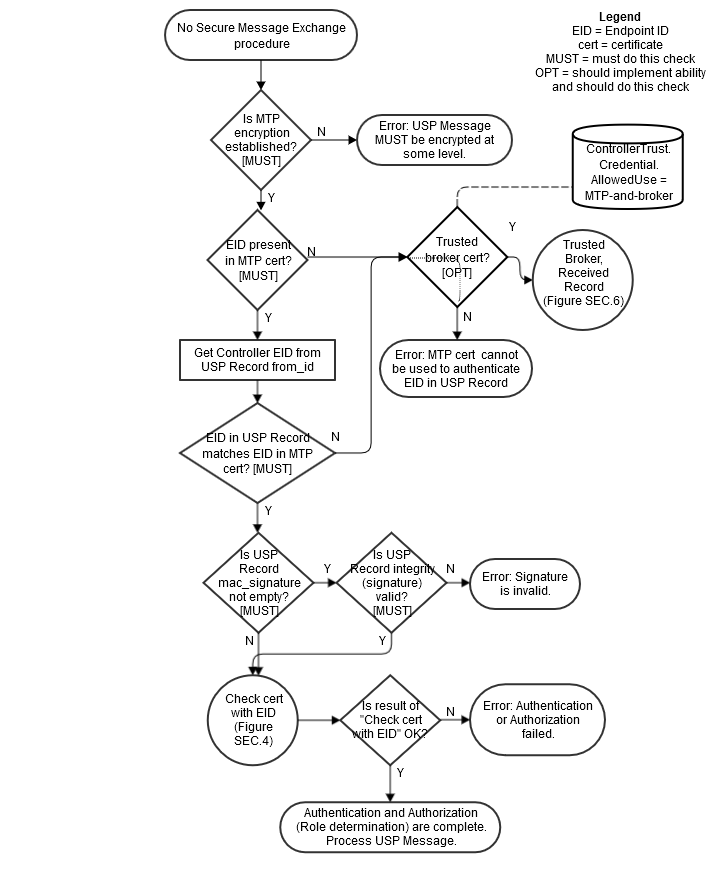 No Secure Message Exchange
procedure
Legend
EID = Endpoint ID
cert = certificate
MUST = must do this check
OPT = should implement ability
and should do this check
Is MTP
encryption
established?
[MUST]
N
Error: USP Message
MUST be encrypted at
some level.
ControllerTrust.
Credential.
AllowedUse =
MTP-and-broker
Y
EID present
in MTP cert?
[MUST]
N
Trusted
broker cert?
[OPT]
Y
Trusted
Broker,
Received
Record
(Figure SEC.6)
Y
N
Get Controller EID from
USP Record from_id
Error: MTP cert cannot
be used to authenticate
EID in USP Record
EID in USP Record
matches EID in MTP
cert? [MUST]
N
Y
Is USP
Record
mac_signature
not empty?
[MUST]
Y
Is USP
Record integrity
(signature)
valid?
[MUST]
N
Error: Signature
is invalid.
N
Y
Check cert
with EID
(Figure
SEC.4)
Is result of
"Check cert
with EID" OK?
N
Error: Authentication
or Authorization
failed.
Y
Authentication and Authorization
(Role determination) are complete.
Process USP Message.